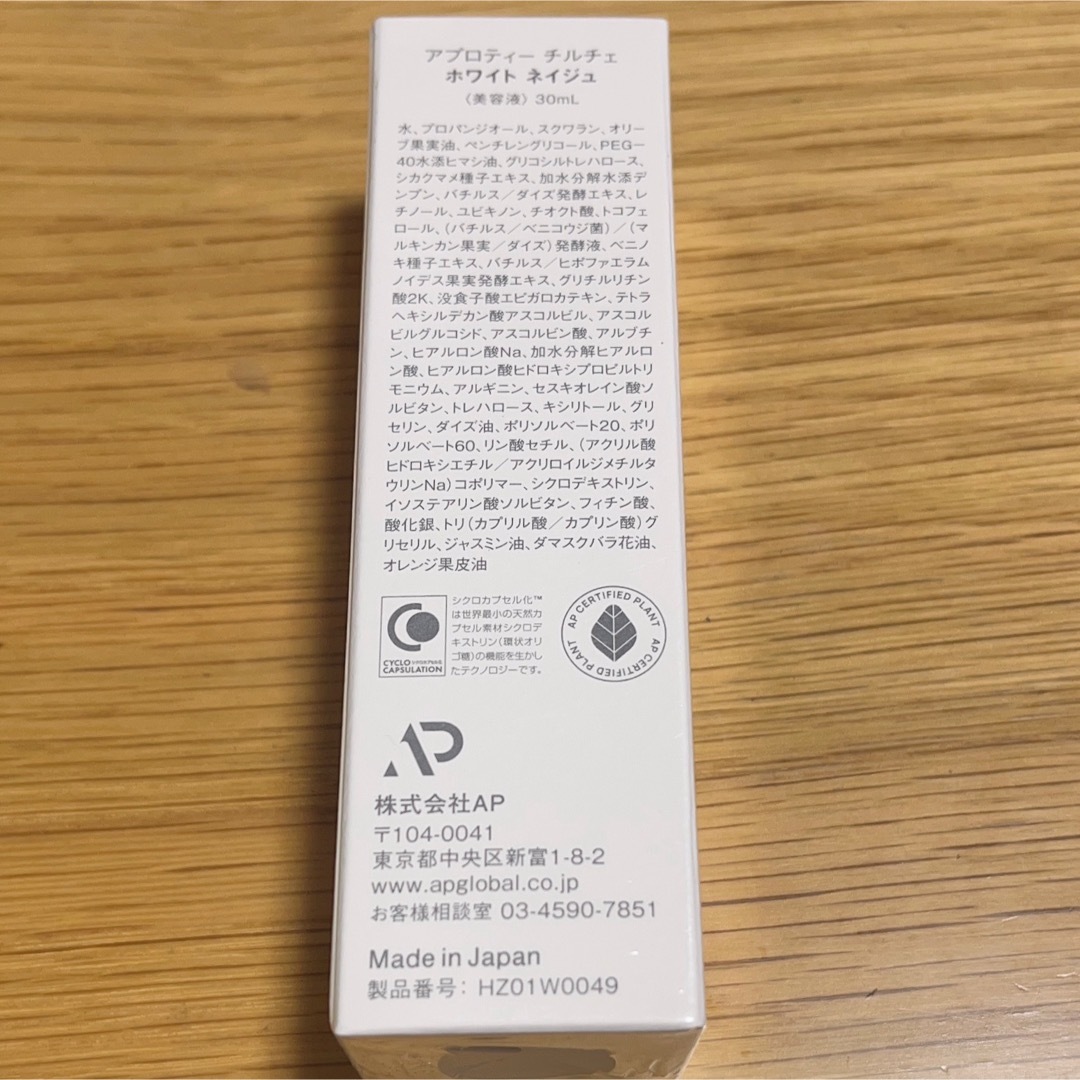 アプロティー チルチェ
ホワイト ネイジュ
〈美容液〉 30mL
水、プロパンジオール、スクワラン、オリー
ブ果実油、ペンチレングリコール、PEG-
40水添ヒマシ油、グリコシルトレハロース、
シカクマメ種子エキス、加水分解水添デ
ンプン、バチルス/ダイズ発酵エキス、レ
チノール、ユビキノン、チオクト酸、トコフェ
ロール、(バチルス/ベニコウジ菌)/(マ
ルキンカン果実/ダイズ)発酵液、ベニノ
キ種子エキス、バチルス/ヒポファエラム
ノイデス果実発酵エキス、グリチルリチン
酸2K、没食子酸エピガロカテキン、テトラ
ヘキシルデカン酸アスコルビル、アスコル
ビルグルコシド、アスコルビン酸、アルブチ
ン、ヒアルロン酸Na、加水分解ヒアルロン
酸、ヒアルロン酸ヒドロキシプロピルトリ
モニウム、アルギニン、セスキオレイン酸ソ
ルビタン、トレハロース、キシリトール、グリ
セリン、ダイズ油、ポリソルベート20、ポリ
ソルベート60、リン酸セチル、(アクリル酸
ヒドロキシエチル/アクリロイルジメチルタ
ウリンNa)コポリマー、シクロデキストリン、
イソステアリン酸ソルビタン、フィチン酸、
酸化銀、トリ(カプリル酸/カプリン酸)グ
リセリル、ジャスミン油、ダマスクバラ花油、
オレンジ果皮油
CYCLO
CAPSULATION
シクロカプセル化™
は世界最小の天然カ
プセル素材シクロデ
キストリン(環状オリ
ゴ糖)の機能を生かし
たテクノロジーです。
AP CERTIFIED PLANT AP CERTIFIED PLANT
AP
株式会社AP
〒104-0041
東京都中央区新富1-8-2
www.apglobal.co.jp
お客様相談室 03-4590-7851
Made in Japan
製品番号: HZ01W0049